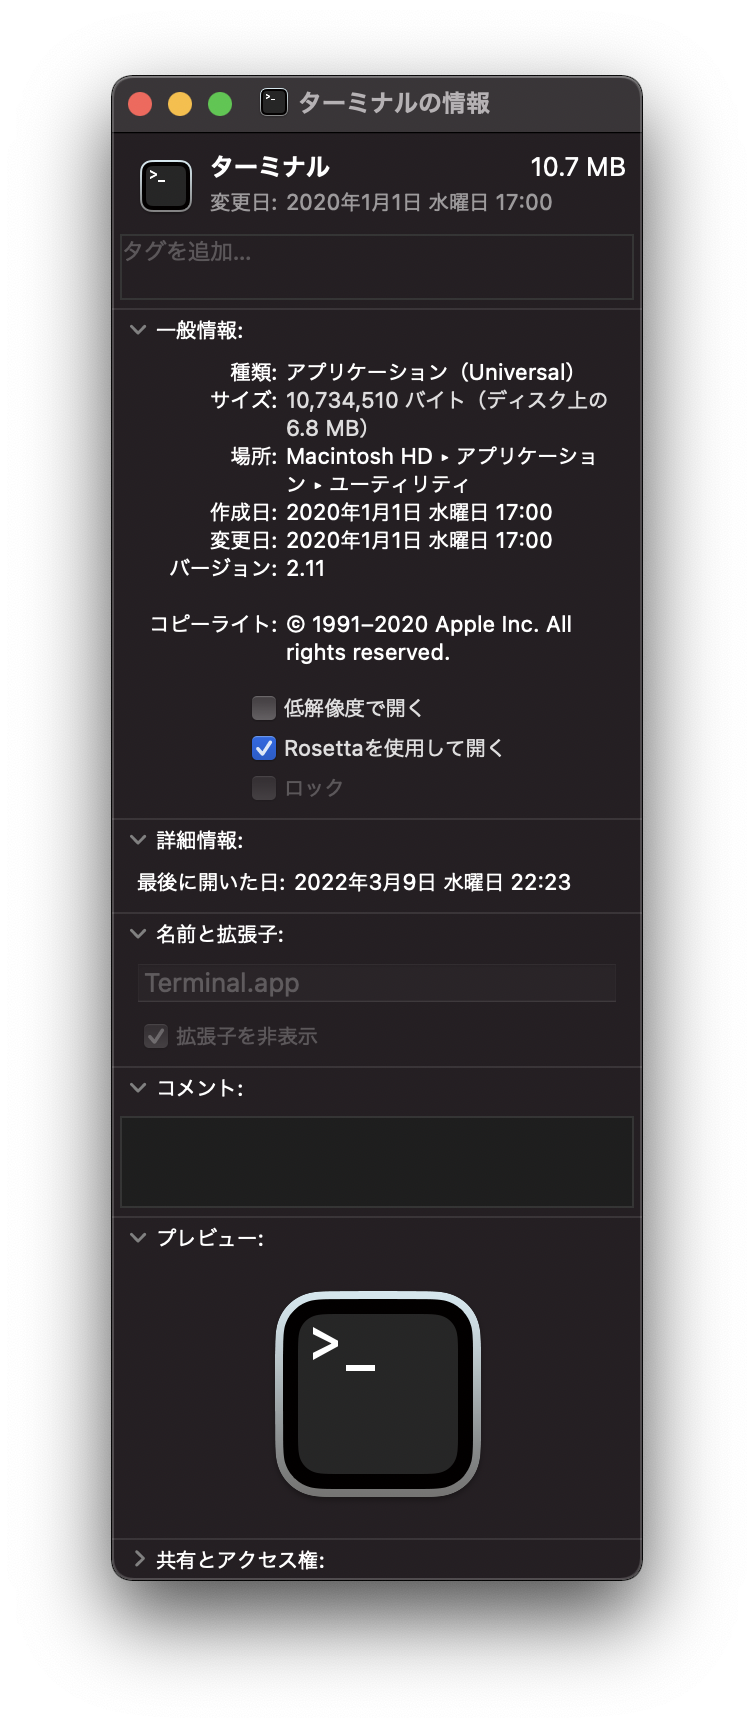 ターミナルの情報
ターミナル 10.7 MB
変更日: 2020年1月1日 水曜日 17:00
タグを追加...
一般情報:
種類: アプリケーション（Universal）
サイズ: 10,734,510 バイト（ディスク上の
6.8 MB）
場所: Macintosh HD ▸ アプリケーショ
ン ▸ ユーティリティ
作成日: 2020年1月1日 水曜日 17:00
変更日: 2020年1月1日 水曜日 17:00
バージョン: 2.11
コピーライト: © 1991–2020 Apple Inc. All
rights reserved.
低解像度で開く
Rosettaを使用して開く
ロック
詳細情報:
最後に開いた日: 2022年3月9日 水曜日 22:23
名前と拡張子:
Terminal.app
拡張子を非表示
コメント:
プレビュー:
>_
共有とアクセス権: